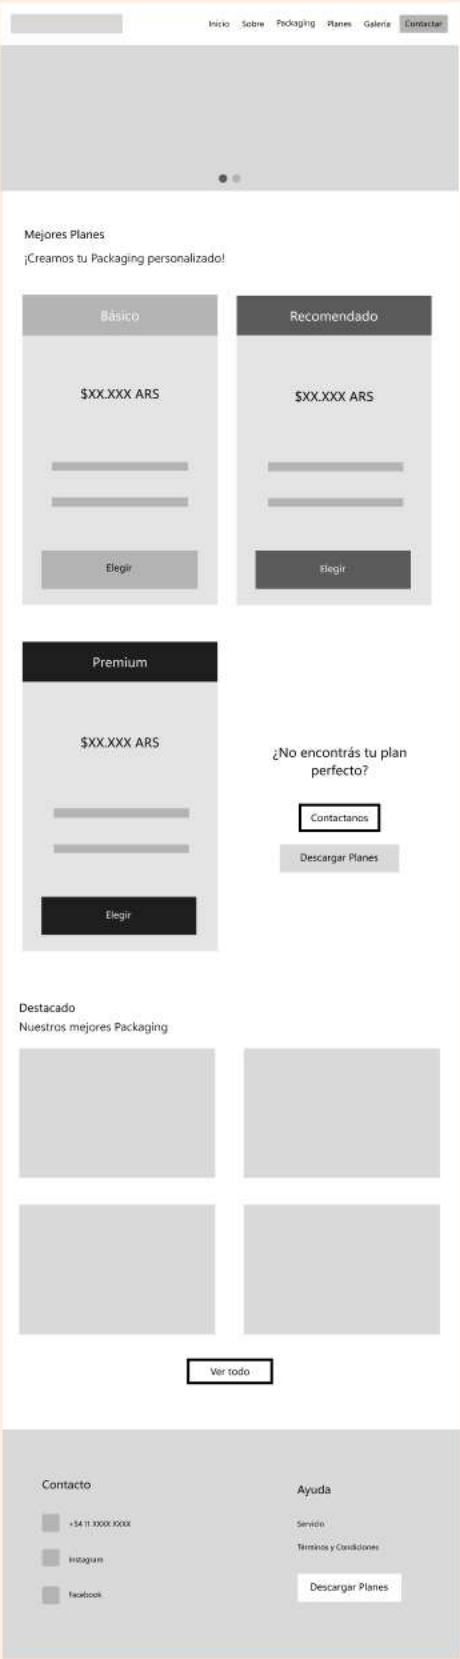 Inicio Sobre Packaging Planes Galería Contactar
Mejores Planes
¡Creamos tu Packaging personalizado!
Básico
$XX.XXX ARS
Elegir
Recomendado
$XX.XXX ARS
Elegir
Premium
$XX.XXX ARS
Elegir
¿No encontrás tu plan
perfecto?
Contactanos
Descargar Planes
Destacado
Nuestros mejores Packaging
Ver todo
Contacto
+54 11 XXXX XXXX
Instagram
Facebook
Ayuda
Servicio
Términos y Condiciones
Descargar Planes